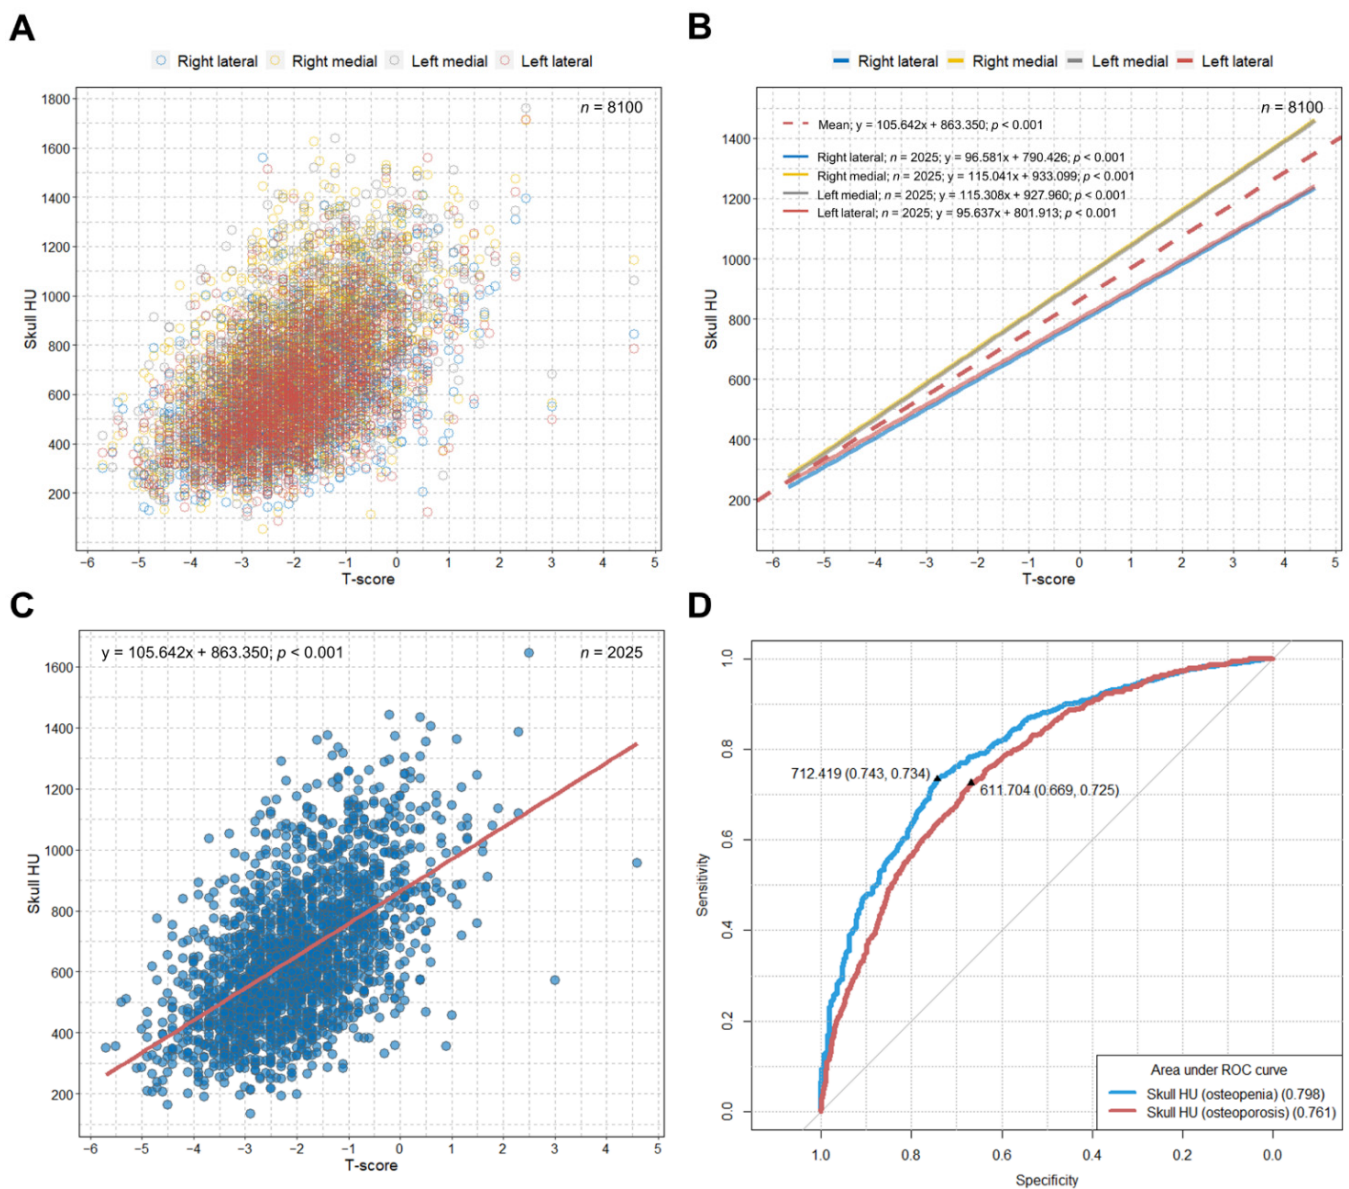 A
Right lateral Right medial Left medial Left lateral
n = 8100
1800
1600
1400
1200
1000
800
600
400
200
Skull HU
−6 −5 −4 −3 −2 −1 0 1 2 3 4 5
T-score
B
Right lateral Right medial Left medial Left lateral
n = 8100
Mean; y = 105.642x + 863.350; p < 0.001
Right lateral; n = 2025; y = 96.581x + 790.426; p < 0.001
Right medial; n = 2025; y = 115.041x + 933.099; p < 0.001
Left medial; n = 2025; y = 115.308x + 927.960; p < 0.001
Left lateral; n = 2025; y = 95.637x + 801.913; p < 0.001
1400
1200
1000
800
600
400
200
Skull HU
−6 −5 −4 −3 −2 −1 0 1 2 3 4 5
T-score
C
y = 105.642x + 863.350; p < 0.001
n = 2025
1600
1400
1200
1000
800
600
400
200
Skull HU
−6 −5 −4 −3 −2 −1 0 1 2 3 4 5
T-score
D
1.0
0.8
0.6
0.4
0.2
0.0
Sensitivity
712.419 (0.743, 0.734)
611.704 (0.669, 0.725)
Area under ROC curve
Skull HU (osteopenia) (0.798)
Skull HU (osteoporosis) (0.761)
1.0 0.8 0.6 0.4 0.2 0.0
Specificity